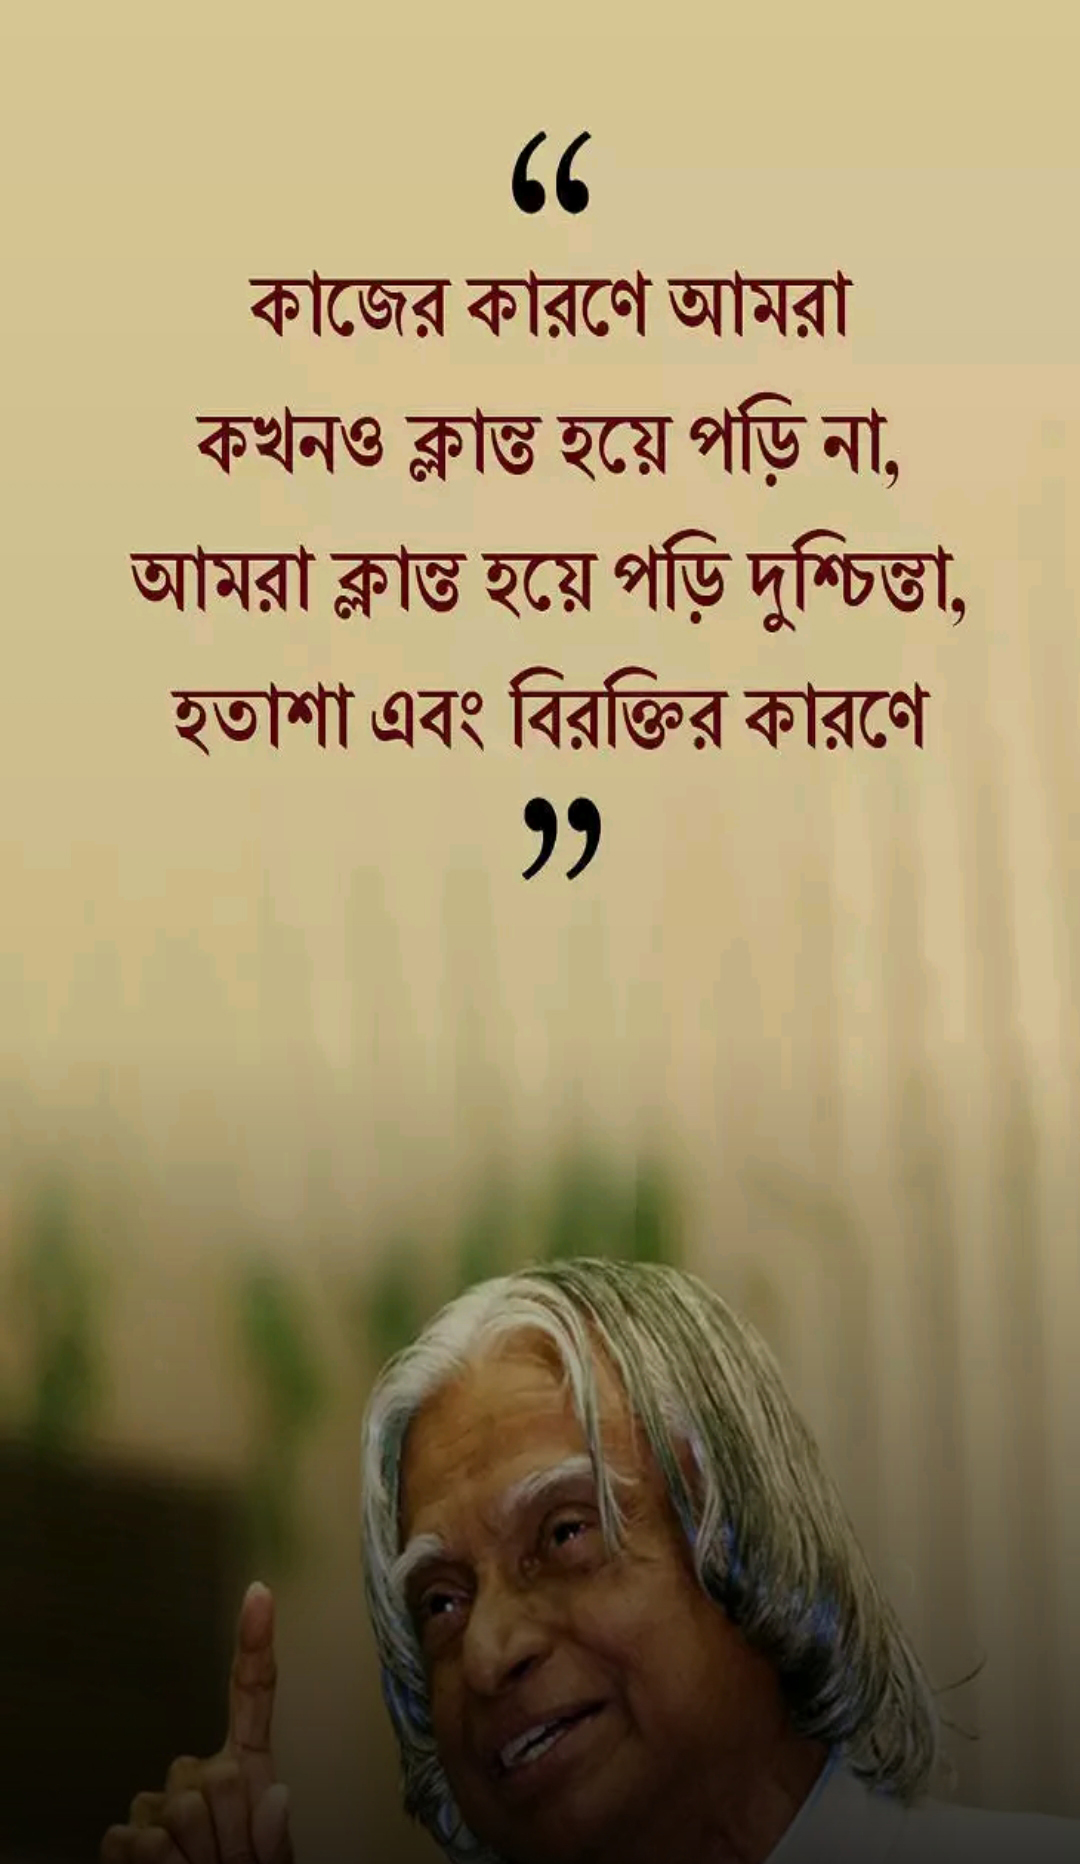 “
কাজের কারণে আমরা
কখনও ক্লান্ত হয়ে পড়ি না,
আমরা ক্লান্ত হয়ে পড়ি দুশ্চিন্তা,
হতাশা এবং বিরক্তির কারণে
”